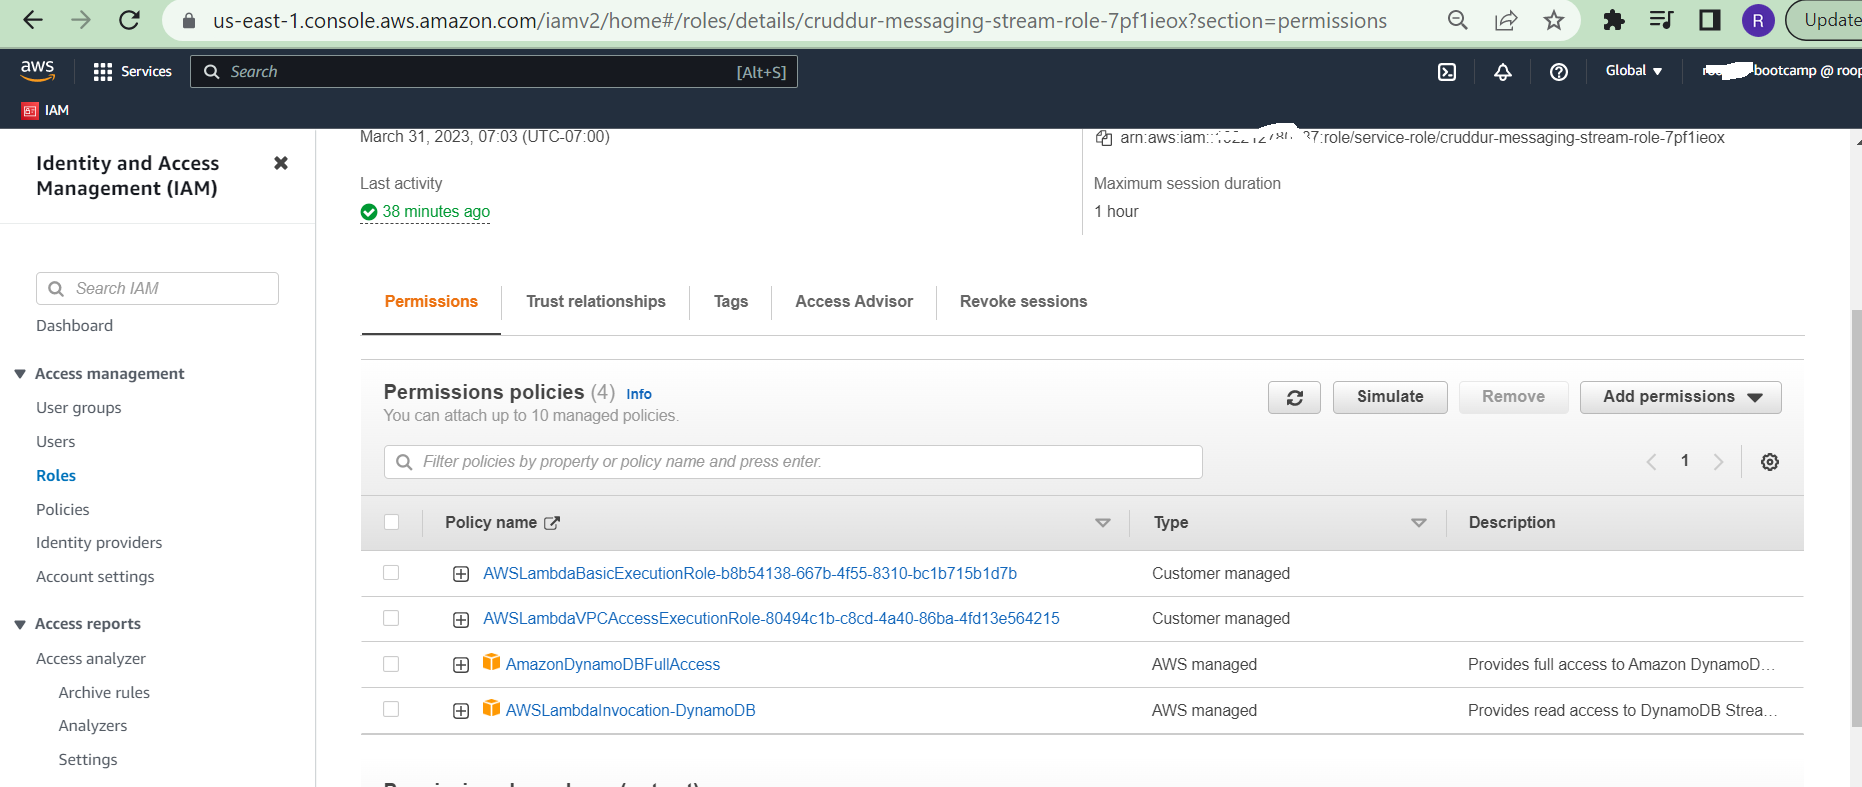 us-east-1.console.aws.amazon.com/iamv2/home#/roles/details/cruddur-messaging-stream-role-7pf1ieox?section=permissions
R
Update
aws
Services
Search
[Alt+S]
Global
bootcamp @ roop
IAM
Identity and Access
Management (IAM)
Search IAM
Dashboard
Access management
User groups
Users
Roles
Policies
Identity providers
Account settings
Access reports
Access analyzer
Archive rules
Analyzers
Settings
March 31, 2023, 07:03 (UTC-07:00)
arn:aws:iam:: 37:role/service-role/cruddur-messaging-stream-role-7pf1ieox
Last activity
38 minutes ago
Maximum session duration
1 hour
Permissions
Trust relationships
Tags
Access Advisor
Revoke sessions
Permissions policies (4) Info
You can attach up to 10 managed policies.
Simulate
Remove
Add permissions
Filter policies by property or policy name and press enter.
1
Policy name
Type
Description
AWSLambdaBasicExecutionRole-b8b54138-667b-4f55-8310-bc1b715b1d7b
Customer managed
AWSLambdaVPCAccessExecutionRole-80494c1b-c8cd-4a40-86ba-4fd13e564215
Customer managed
AmazonDynamoDBFullAccess
AWS managed
Provides full access to Amazon DynamoD...
AWSLambdaInvocation-DynamoDB
AWS managed
Provides read access to DynamoDB Strea...